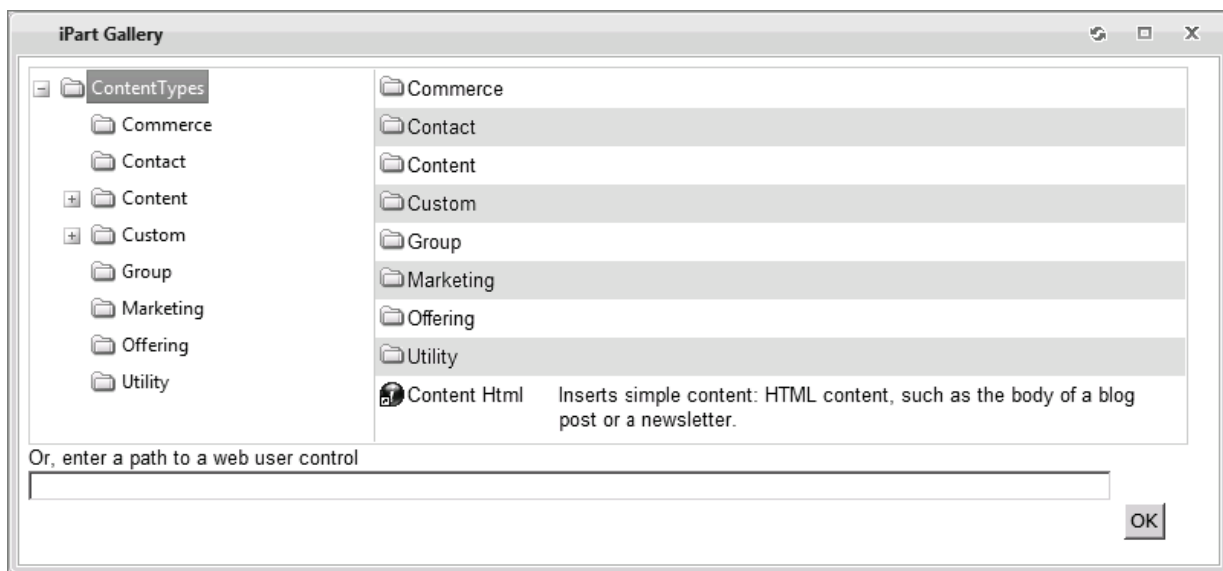 iPart Gallery
ContentTypes
Commerce
Contact
Content
Custom
Group
Marketing
Offering
Utility
Commerce
Contact
Content
Custom
Group
Marketing
Offering
Utility
Content Html Inserts simple content: HTML content, such as the body of a blog
post or a newsletter.
Or, enter a path to a web user control
OK